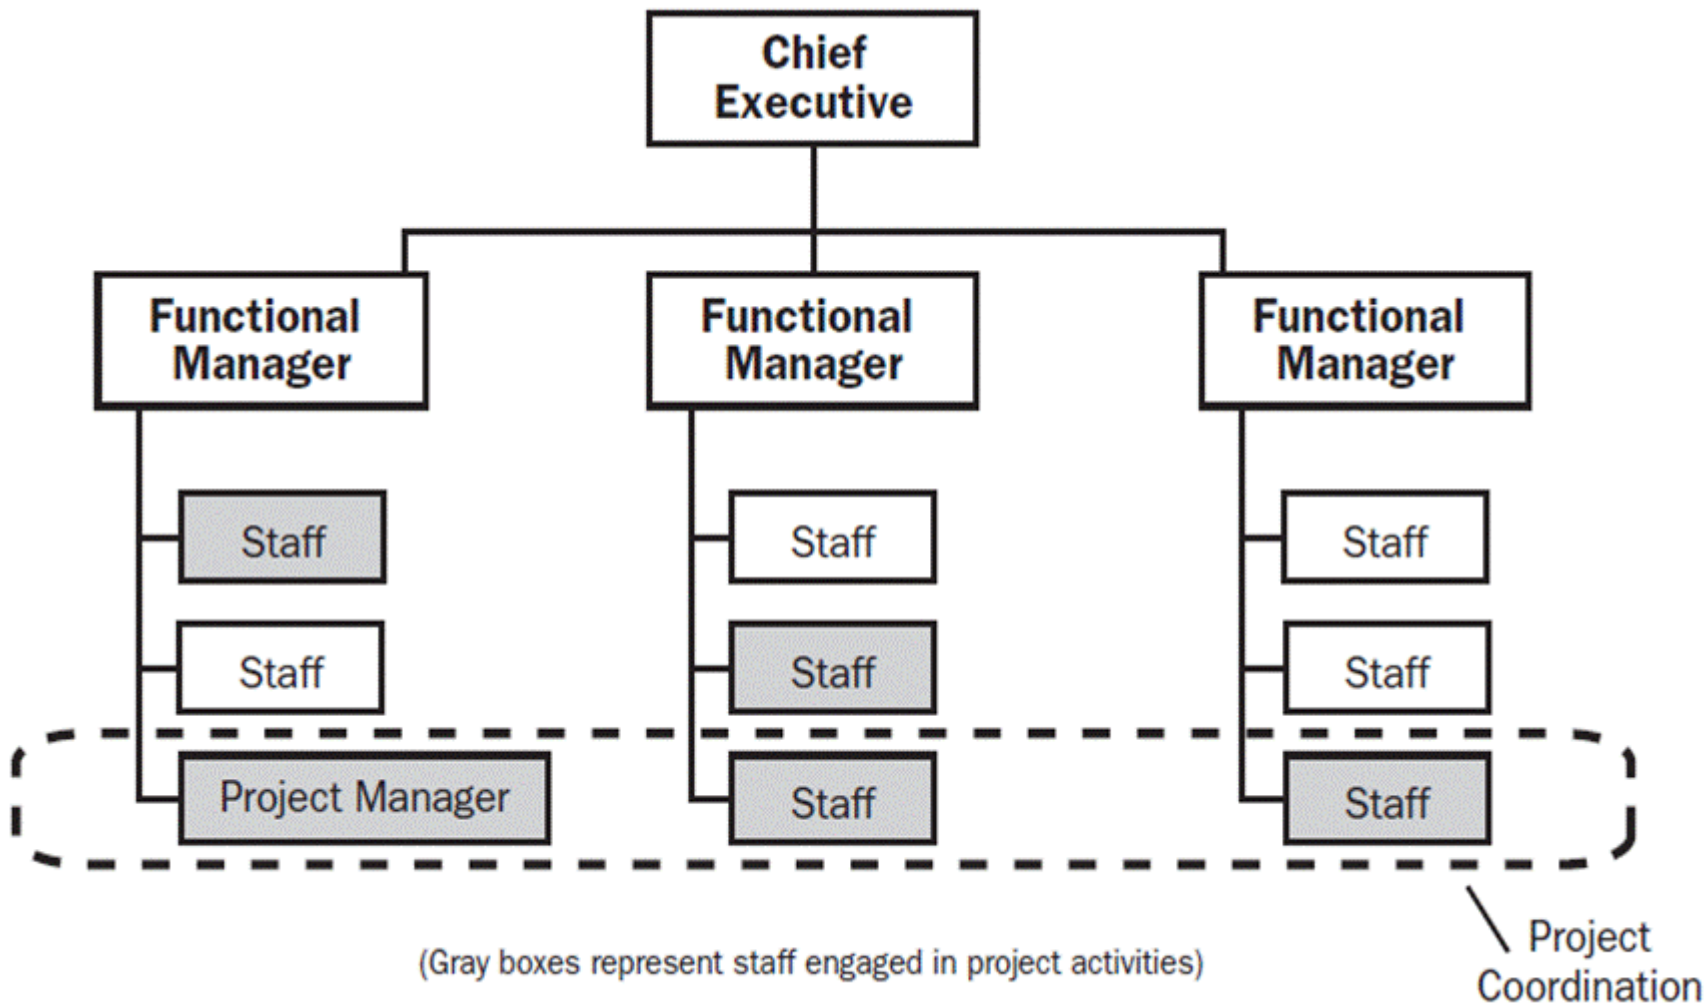 Chief
Executive
Functional
Manager
Functional
Manager
Functional
Manager
Staff
Staff
Staff
Staff
Staff
Staff
Project Manager
Staff
Staff
(Gray boxes represent staff engaged in project activities)
Project
Coordination